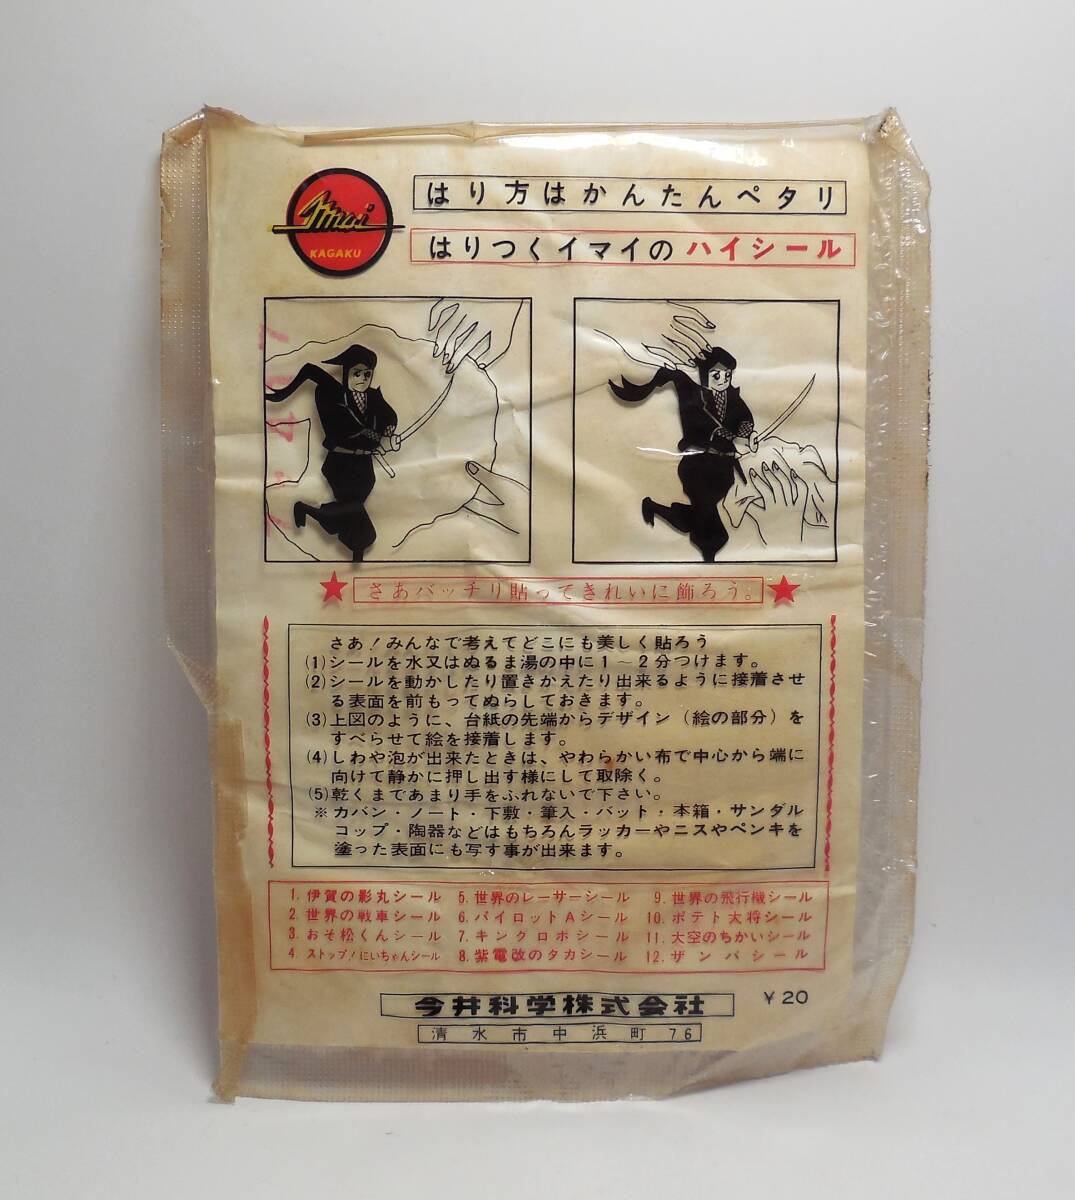 Imai
KAGAKU
はり方はかんたんペタリ
はりつくイマイのハイシール
★さあバッチリ貼ってきれいに飾ろう。★
さあ！みんなで考えてどこにも美しく貼ろう
(1)シールを水又はぬるま湯の中に1～2分つけます。
(2)シールを動かしたり置きかえたり出来るように接着させ
る表面を前もってぬらしておきます。
(3)上図のように、台紙の先端からデザイン（絵の部分）を
すべらせて絵を接着します。
(4)しわや泡が出来たときは、やわらかい布で中心から端に
向けて静かに押し出す様にして取除く。
(5)乾くまであまり手をふれないで下さい。
※カバン・ノート・下敷・筆入・バット・本箱・サンダル
コップ・陶器などはもちろんラッカーやニスやペンキを
塗った表面にも写す事が出来ます。
1. 伊賀の影丸シール
2. 世界の戦車シール
3. おそ松くんシール
4. ストップ！にいちゃんシール
5. 世界のレーサーシール
6. パイロットAシール
7. キングロボシール
8. 紫電改のタカシール
9. 世界の飛行機シール
10. ポテト大将シール
11. 大空のちかいシール
12. ザンバシール
今井科学株式会社
¥20
清水市中浜町76